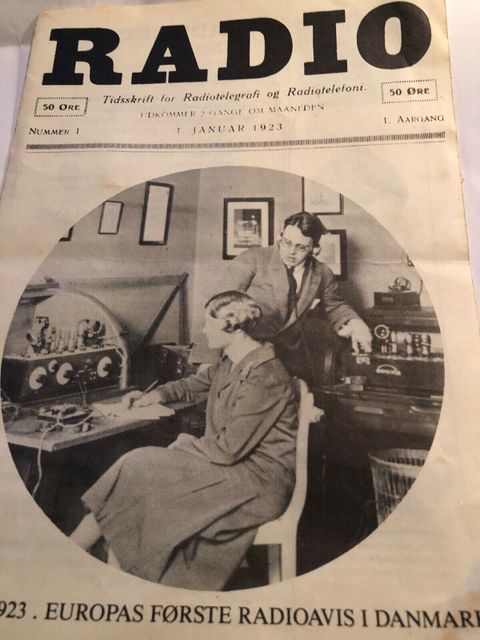 RADIO
50 ØRE
Tidsskrift for Radiotelegrafi og Radiotelefoni.
50 ØRE
UDKOMMER 2 GANGE OM MAANEDEN
NUMMER 1
1. JANUAR 1923
1. AARGANG
923. EUROPAS FØRSTE RADIOAVIS I DANMARK